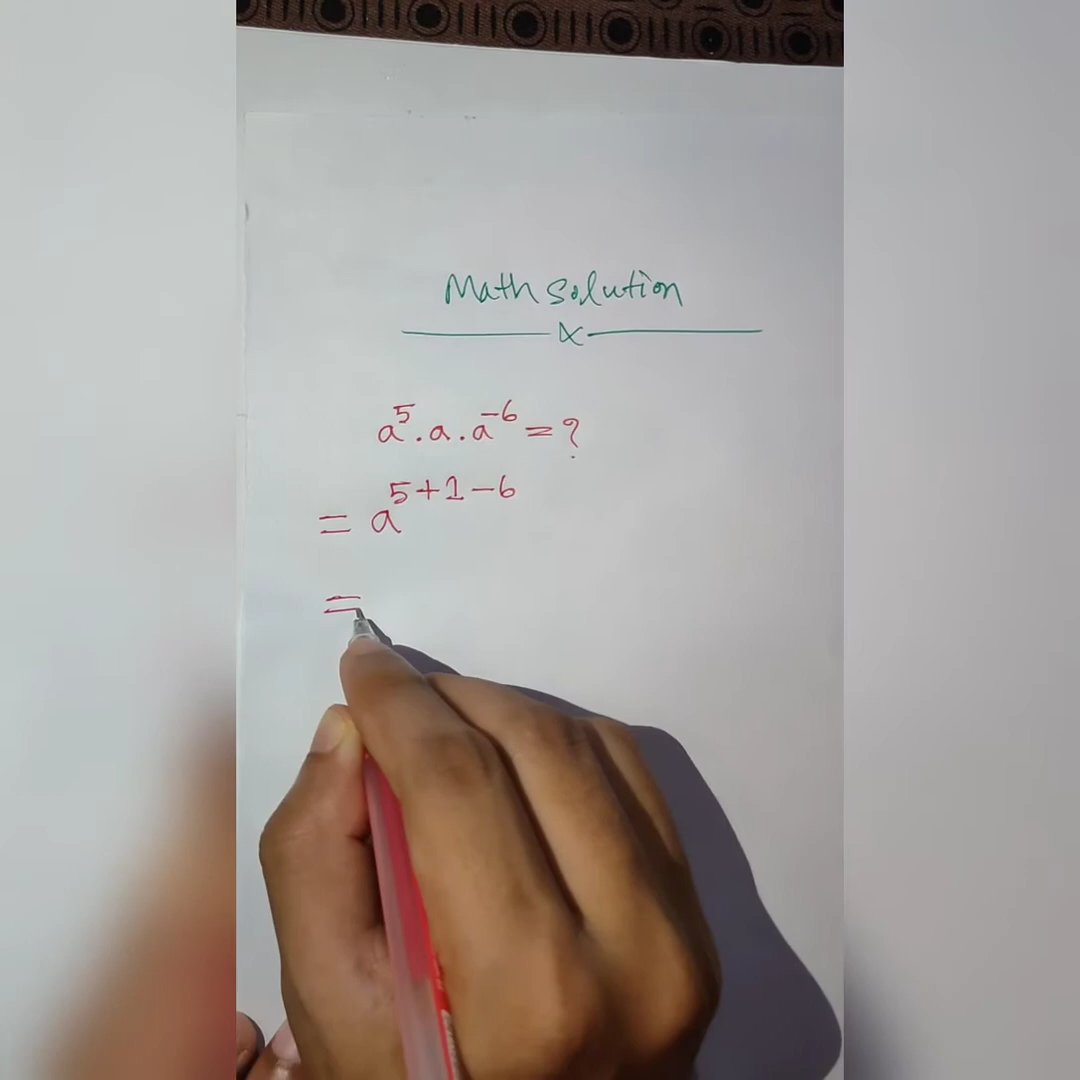 Math solution
a⁵.a.a⁻⁶=?
= a⁵⁺¹⁻⁶
=